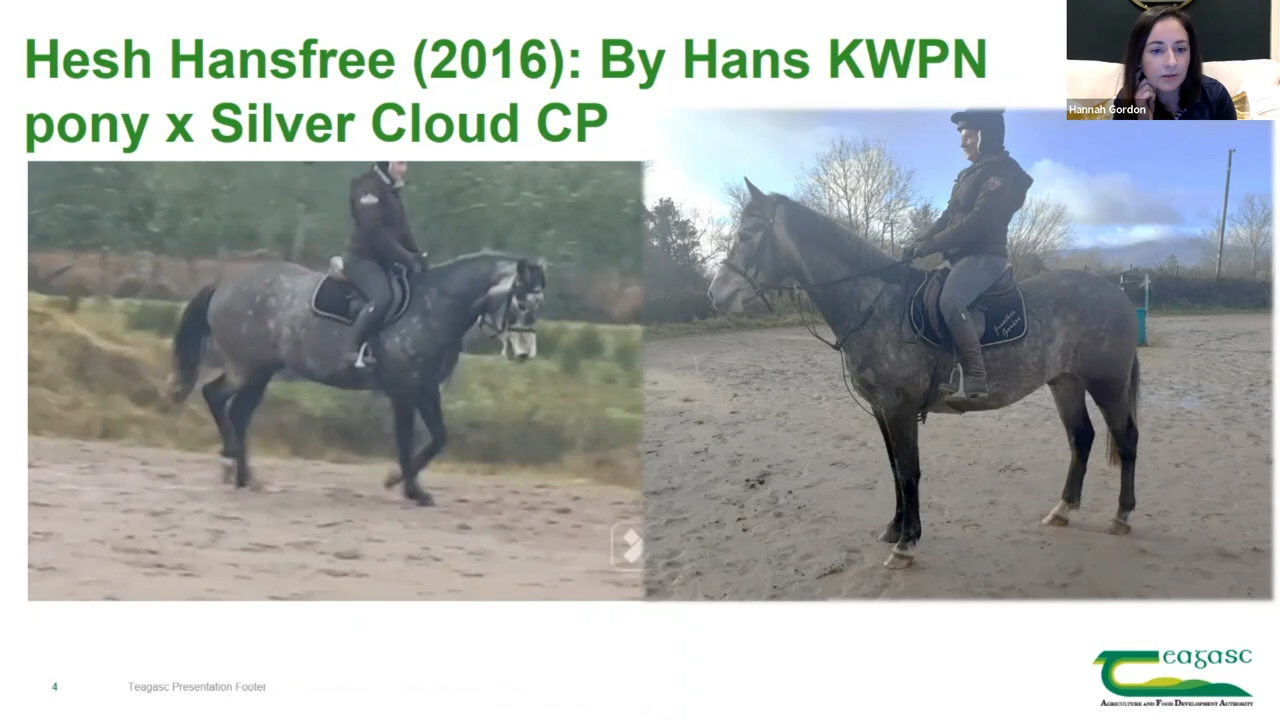 Hesh Hansfree (2016): By Hans KWPN
pony x Silver Cloud CP
Hannah Gordon
4
Teagasc Presentation Footer
Teagasc
AGRICULTURE AND FOOD DEVELOPMENT AUTHORITY